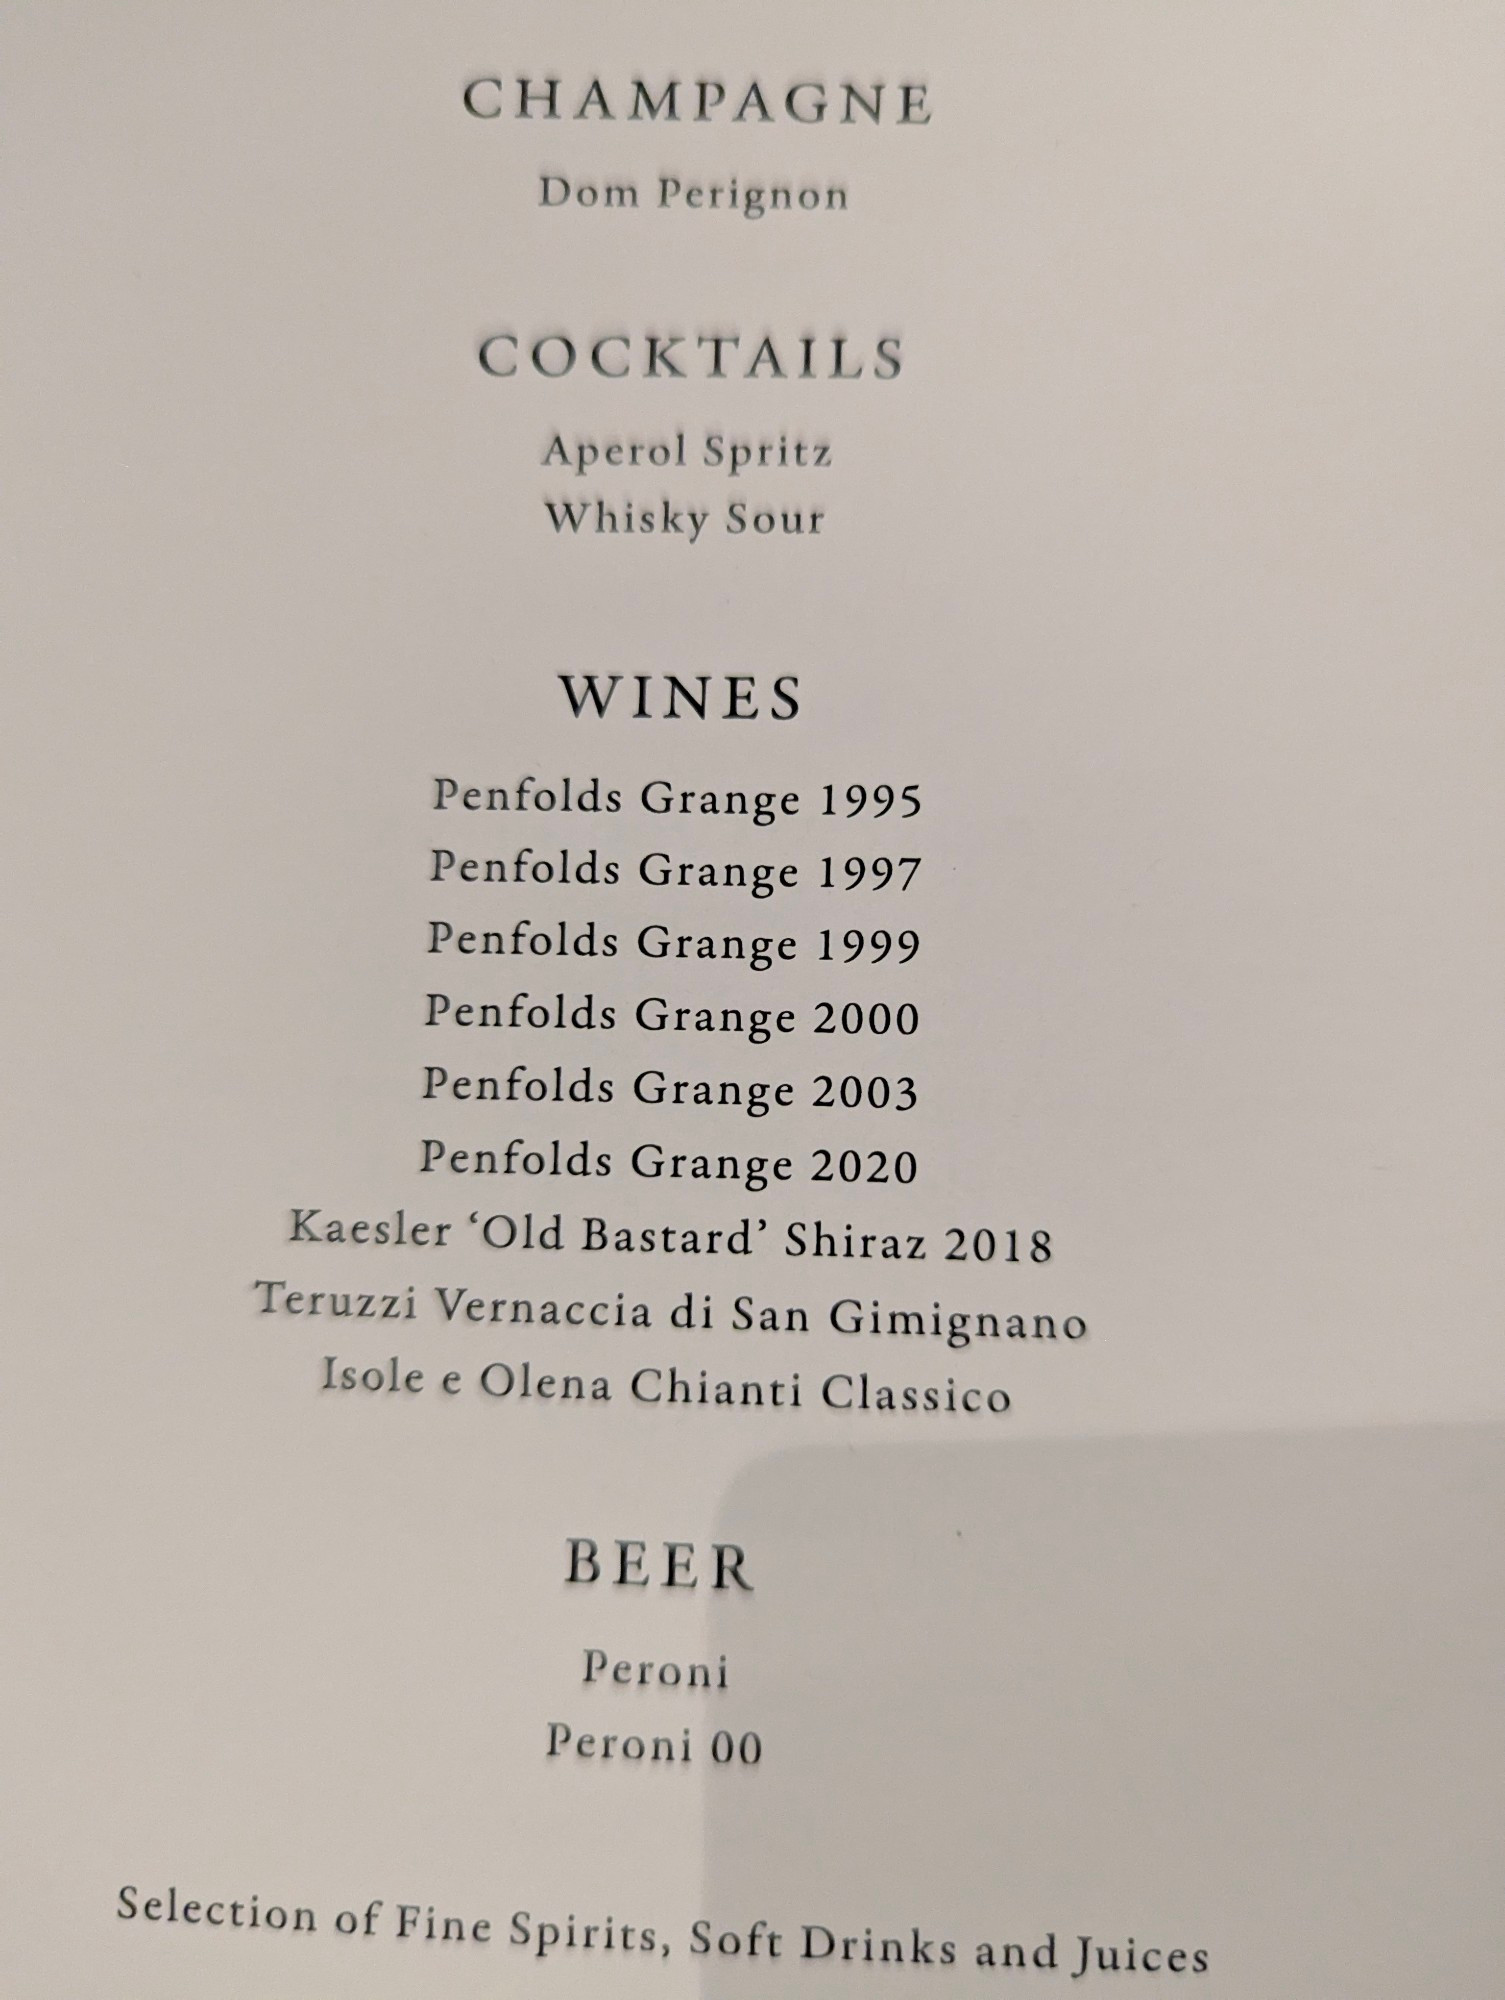 CHAMPAGNE
Dom Perignon
COCKTAILS
Aperol Spritz
Whisky Sour
WINES
Penfolds Grange 1995
Penfolds Grange 1997
Penfolds Grange 1999
Penfolds Grange 2000
Penfolds Grange 2003
Penfolds Grange 2020
Kaesler ‘Old Bastard’ Shiraz 2018
Teruzzi Vernaccia di San Gimignano
Isole e Olena Chianti Classico
BEER
Peroni
Peroni 00
Selection of Fine Spirits, Soft Drinks and Juices